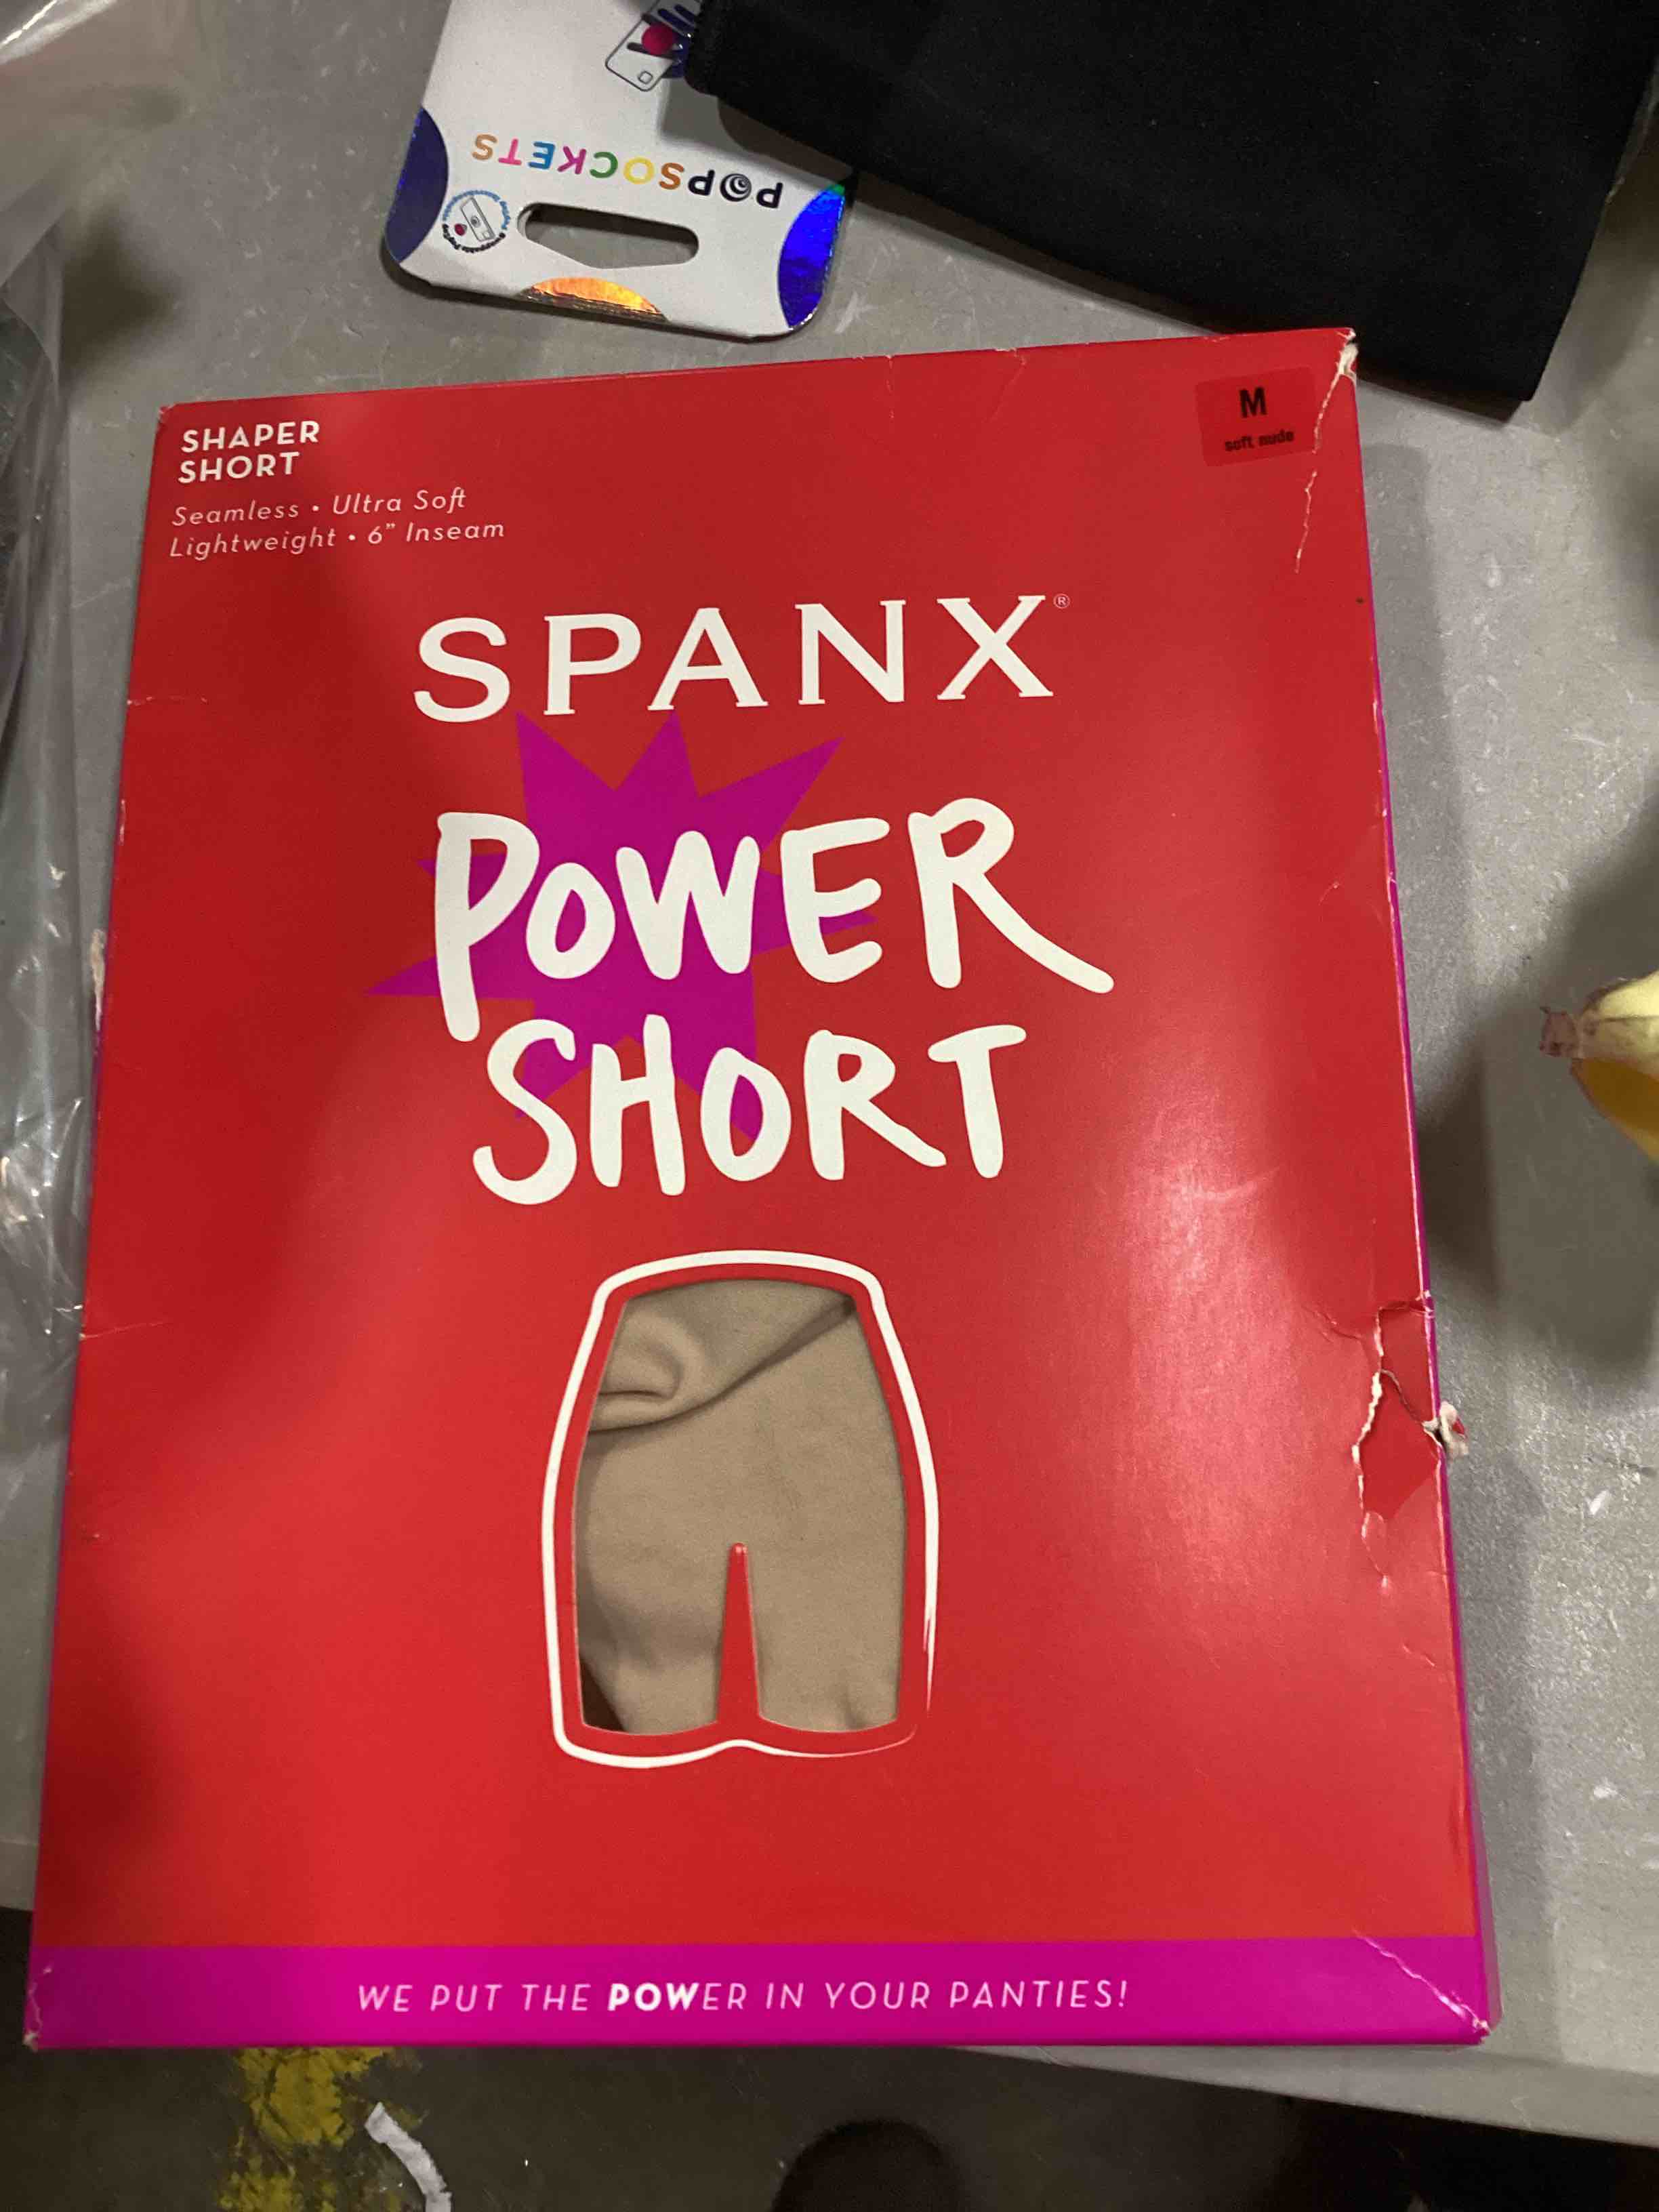 POPSOCKETS
SHAPER
SHORT
Seamless • Ultra Soft
Lightweight • 6" Inseam
M
soft nude
SPANX®
POWER
SHORT
WE PUT THE POWER IN YOUR PANTIES!